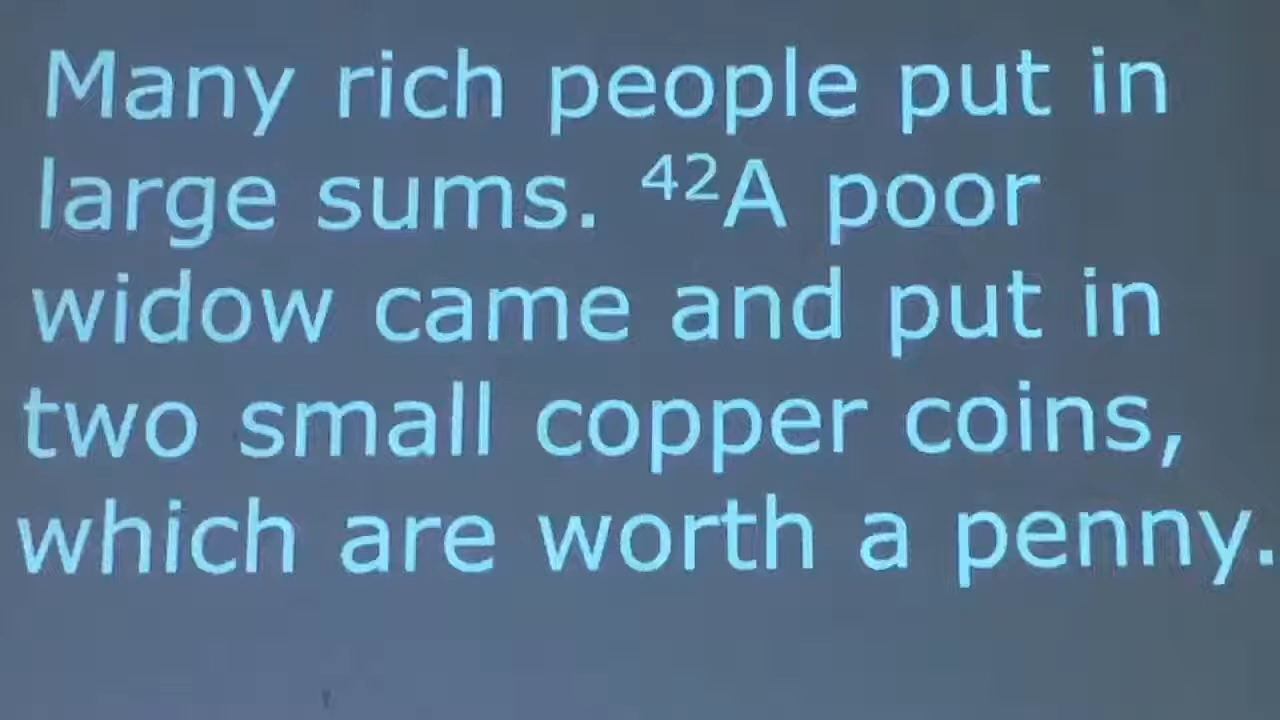 Many rich people put in
large sums. ⁴²A poor
widow came and put in
two small copper coins,
which are worth a penny.